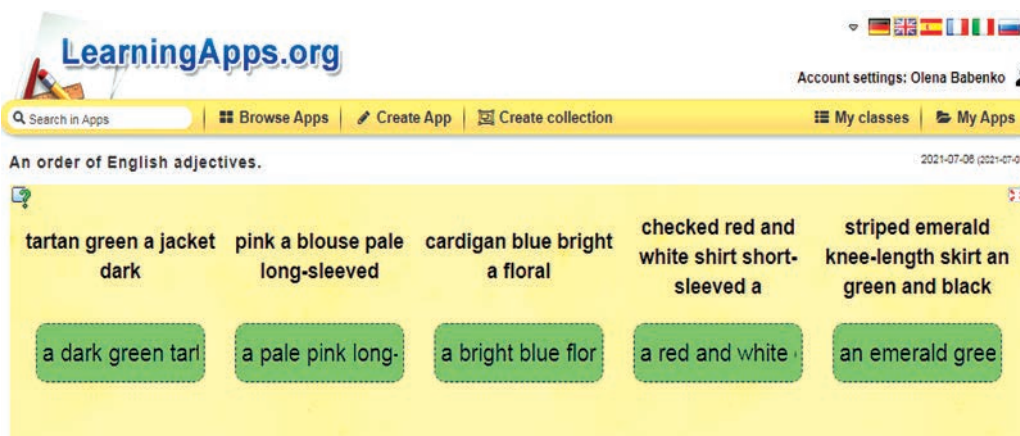 LearningApps.org
Account settings: Olena Babenko
Search in Apps
Browse Apps
Create App
Create collection
My classes
My Apps
An order of English adjectives.
2021-07-06 (2021-07-0
tartan green a jacket
dark
pink a blouse pale
long-sleeved
cardigan blue bright
a floral
checked red and
white shirt short-
sleeved a
striped emerald
knee-length skirt an
green and black
a dark green tart
a pale pink long-
a bright blue flor
a red and white
an emerald gree